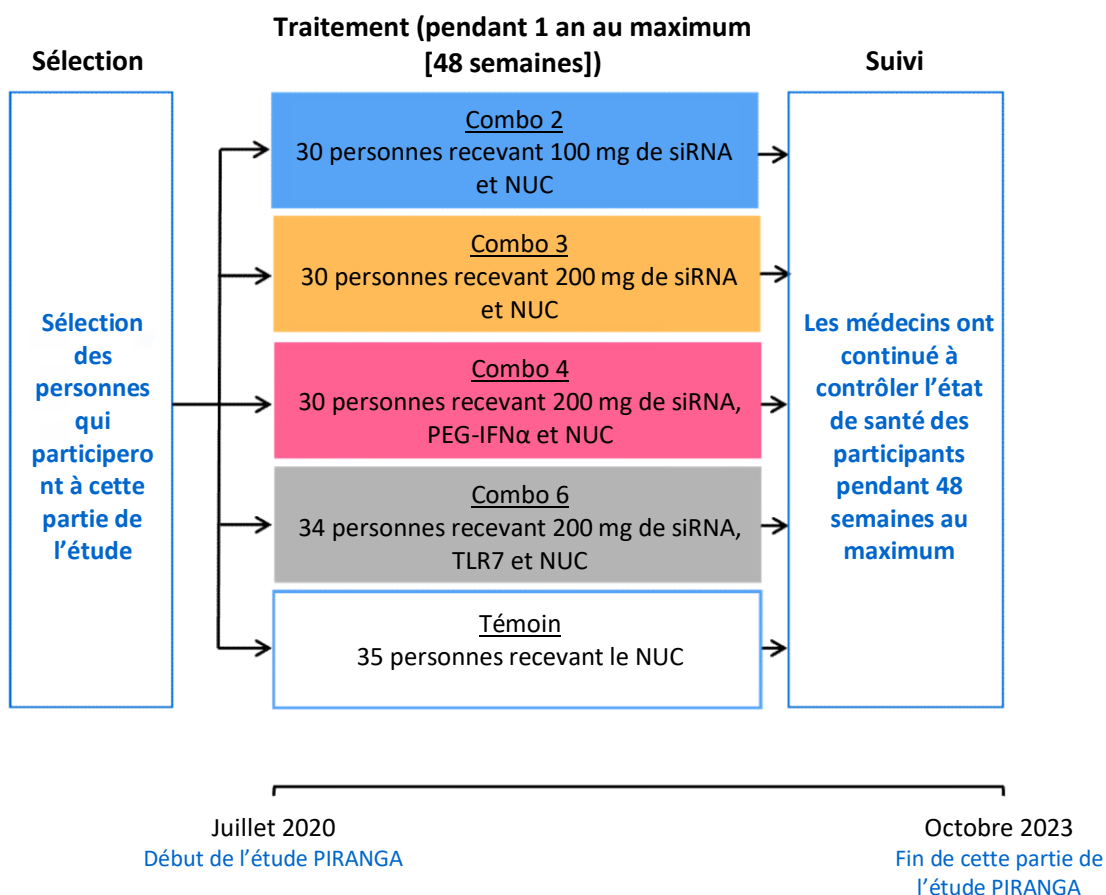 Sélection
Traitement (pendant 1 an au maximum
[48 semaines])
Suivi
Sélection
des
personnes
qui
participero
nt à cette
partie de
l’étude
Combo 2
30 personnes recevant 100 mg de siRNA
et NUC
Combo 3
30 personnes recevant 200 mg de siRNA
et NUC
Combo 4
30 personnes recevant 200 mg de siRNA,
PEG-IFNα et NUC
Combo 6
34 personnes recevant 200 mg de siRNA,
TLR7 et NUC
Témoin
35 personnes recevant le NUC
Les médecins ont
continué à
contrôler l’état
de santé des
participants
pendant 48
semaines au
maximum
Juillet 2020
Début de l’étude PIRANGA
Octobre 2023
Fin de cette partie de
l’étude PIRANGA